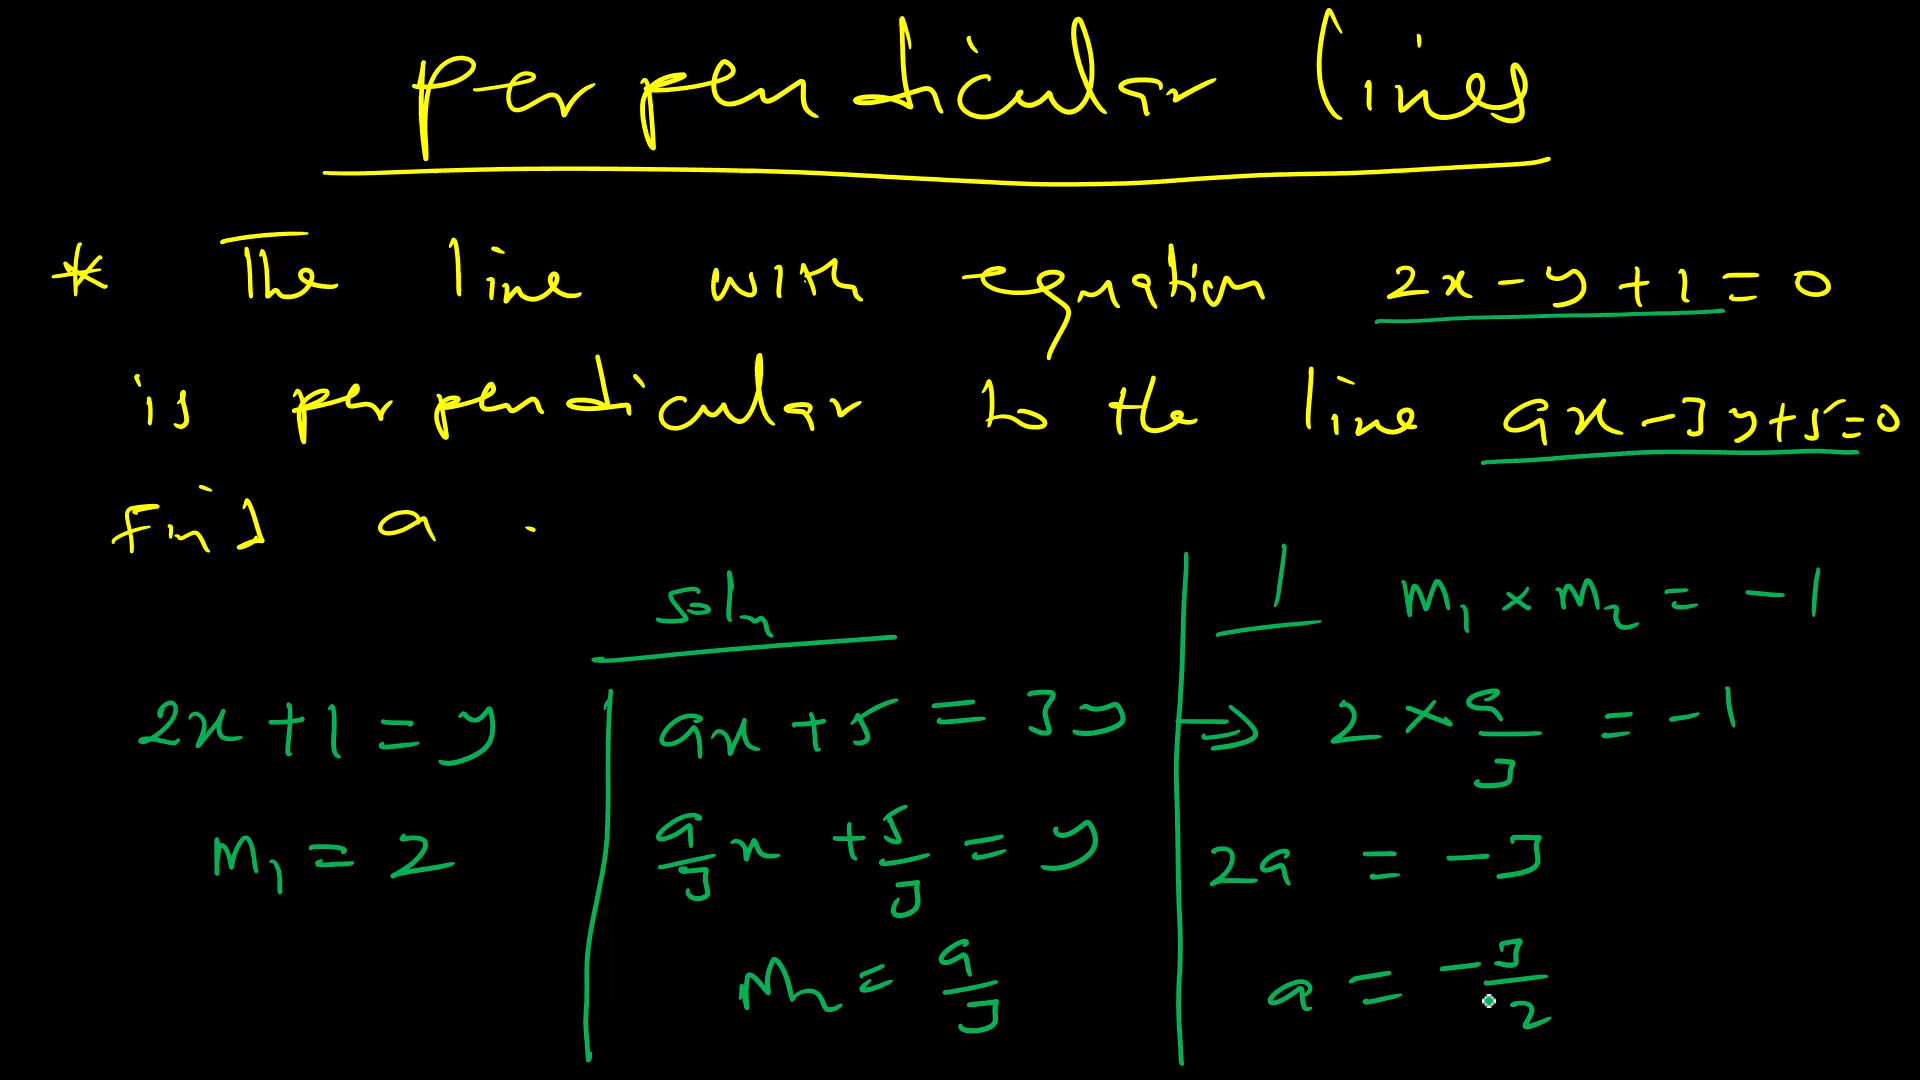 perpendicular lines
* The line with equation 2x - y + 1 = 0
is perpendicular to the line ax - 3y + 5 = 0
Find a .
soln
2x + 1 = y
m₁ = 2
ax + 5 = 3y
a/3 x + 5/3 = y
m₂ = a/3
⊥ m₁ × m₂ = -1
⇒ 2 × a/3 = -1
2a = -3
a = -3/2